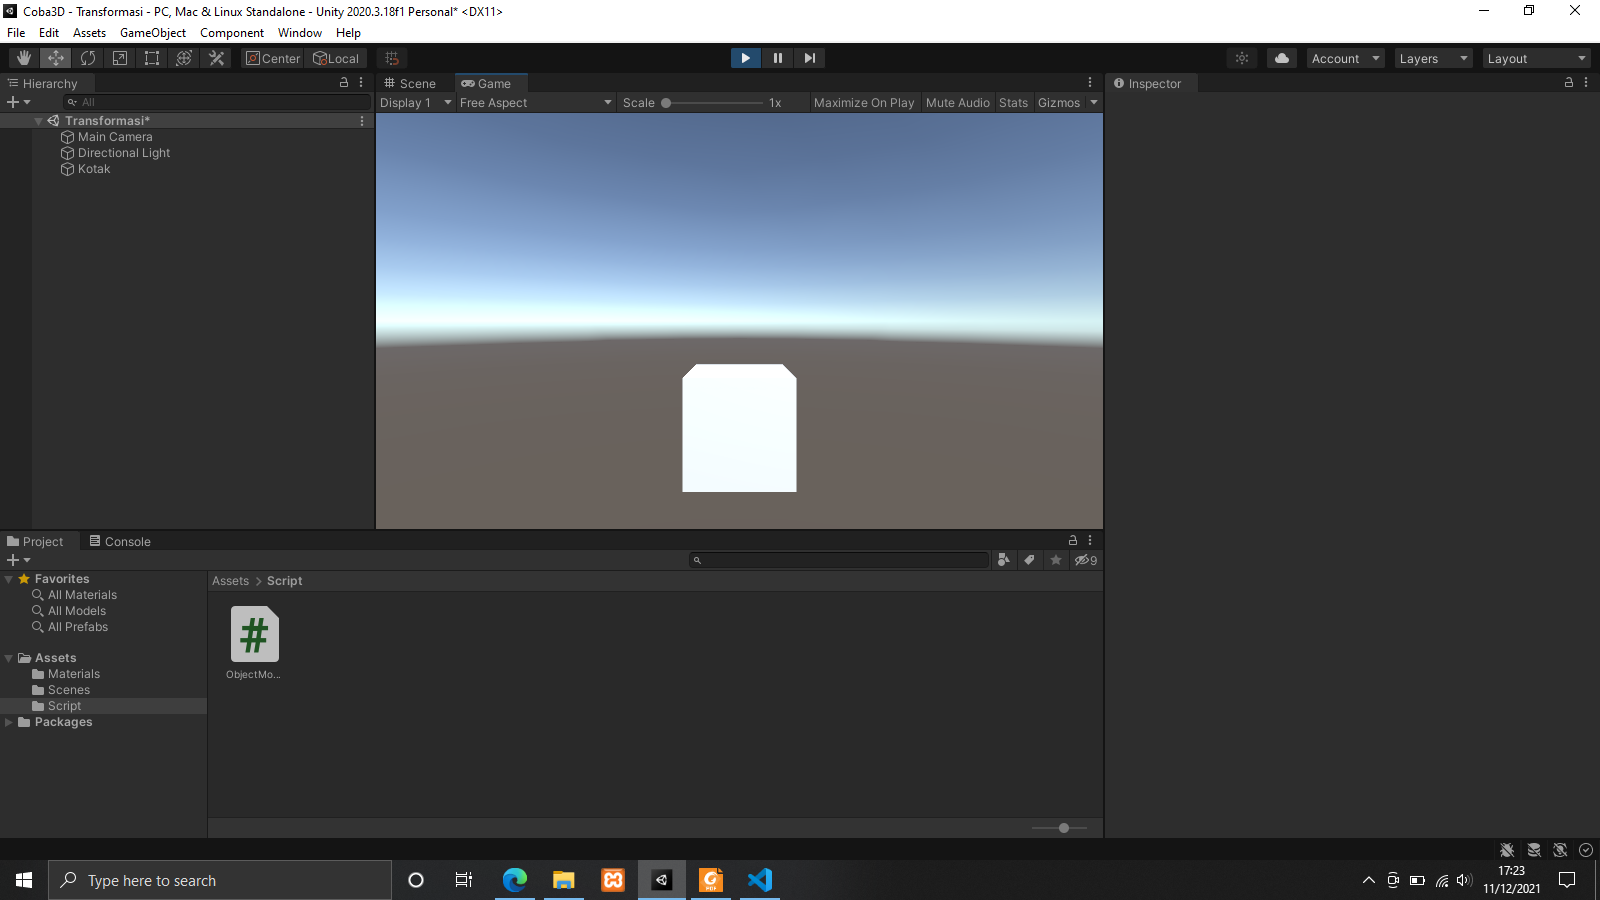 Coba3D - Transformasi - PC, Mac & Linux Standalone - Unity 2020.3.18f1 Personal* <DX11>
File Edit Assets GameObject Component Window Help
Center Local Account Layers Layout
Hierarchy
All
Transformasi*
Main Camera
Directional Light
Kotak
Scene Game
Display 1 Free Aspect Scale 1x Maximize On Play Mute Audio Stats Gizmos
Inspector
Project Console
9
Favorites
All Materials
All Models
All Prefabs
Assets
Materials
Scenes
Script
Packages
Assets > Script
#
ObjectMo...
Type here to search
PDF
17:23
11/12/2021